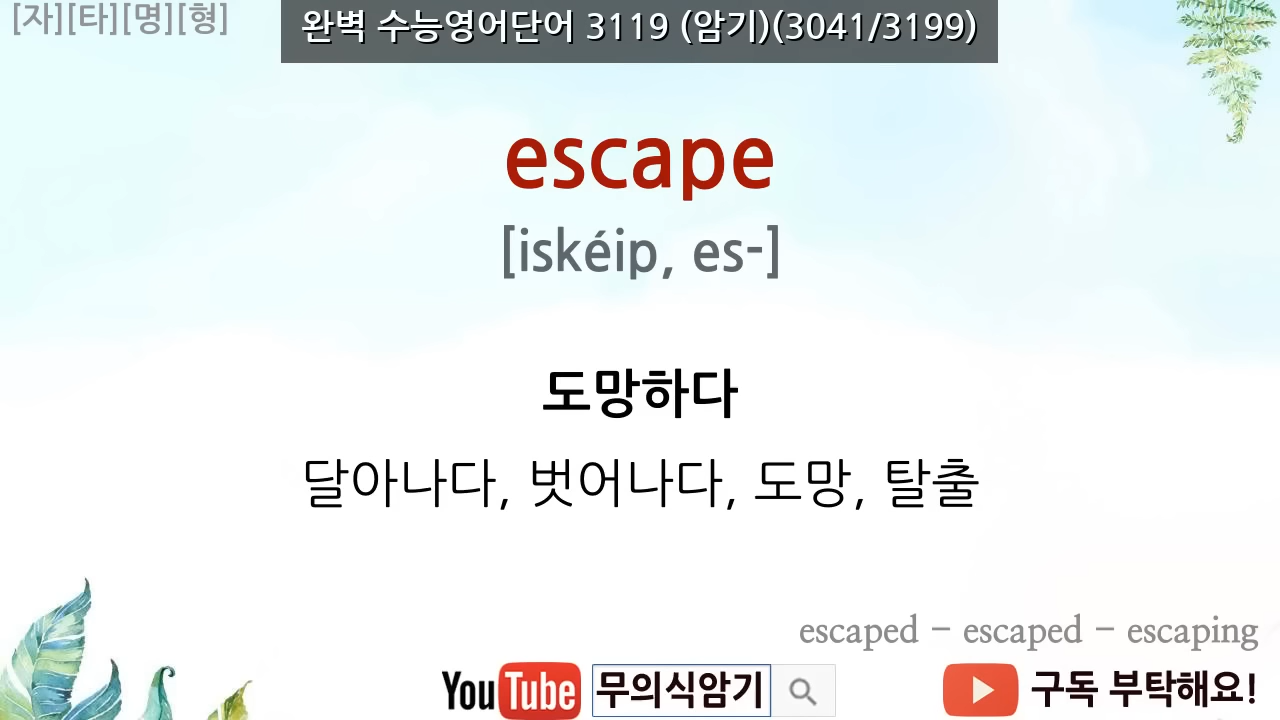 [자][타][명][형]
완벽 수능영어단어 3119 (암기)(3041/3199)
escape
[iskéip, es-]
도망하다
달아나다, 벗어나다, 도망, 탈출
escaped - escaped - escaping
YouTube 무의식암기
구독 부탁해요!